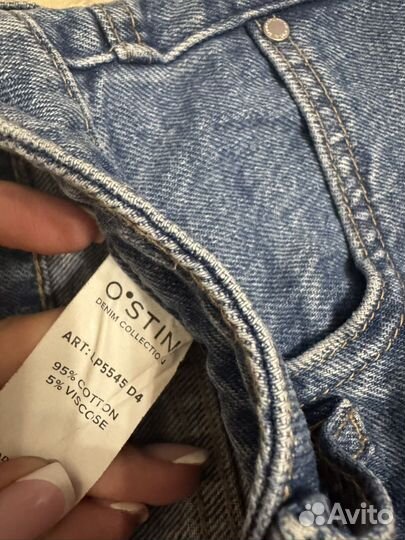 O'STIN
DENIM COLLECTION
ART: LP5545 D4
95% COTTON
5% VISCOSE
Avito